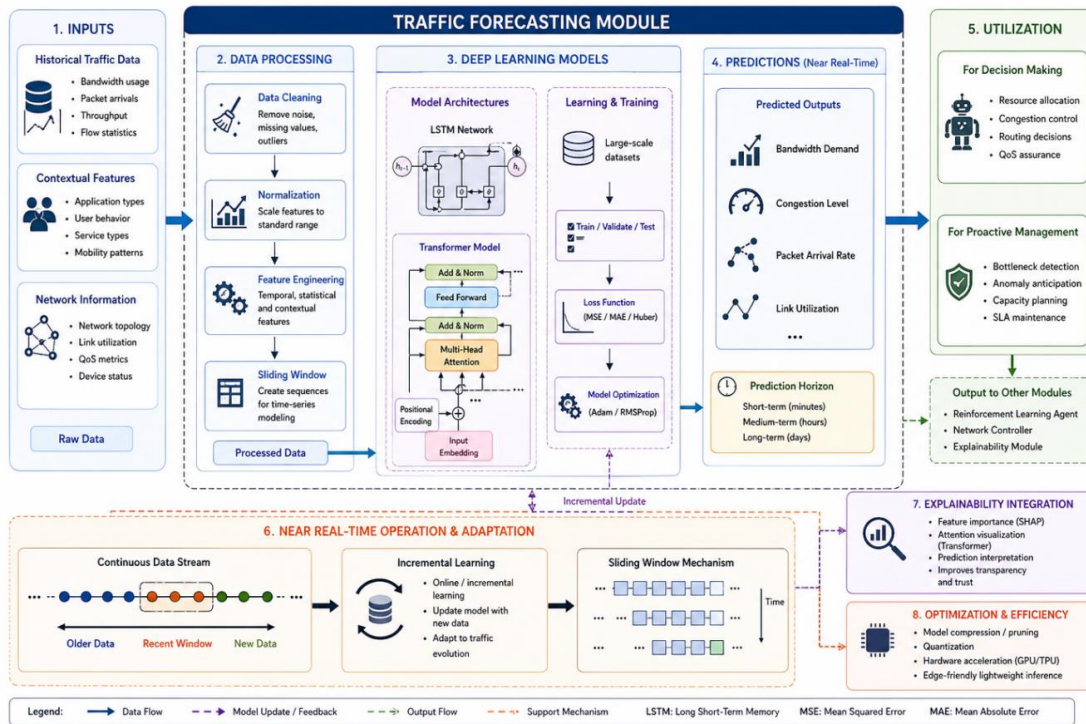 TRAFFIC FORECASTING MODULE
1. INPUTS
Historical Traffic Data
• Bandwidth usage
• Packet arrivals
• Throughput
• Flow statistics
Contextual Features
• Application types
• User behavior
• Service types
• Mobility patterns
Network Information
• Network topology
• Link utilization
• QoS metrics
• Device status
Raw Data
2. DATA PROCESSING
Data Cleaning
Remove noise,
missing values,
outliers
Normalization
Scale features to
standard range
Feature Engineering
Temporal, statistical
and contextual
features
Sliding Window
Create sequences
for time-series
modeling
Processed Data
3. DEEP LEARNING MODELS
Model Architectures
LSTM Network
hₜ₋₁
hₜ
Transformer Model
Add & Norm
Feed Forward
Add & Norm
Multi-Head
Attention
Positional
Encoding
Input
Embedding
Learning & Training
Large-scale
datasets
Train / Validate / Test
Loss Function
(MSE / MAE / Huber)
Model Optimization
(Adam / RMSProp)
4. PREDICTIONS (Near Real-Time)
Predicted Outputs
Bandwidth Demand
Congestion Level
Packet Arrival Rate
Link Utilization
...
Prediction Horizon
Short-term (minutes)
Medium-term (hours)
Long-term (days)
5. UTILIZATION
For Decision Making
• Resource allocation
• Congestion control
• Routing decisions
• QoS assurance
For Proactive Management
• Bottleneck detection
• Anomaly anticipation
• Capacity planning
• SLA maintenance
Output to Other Modules
• Reinforcement Learning Agent
• Network Controller
• Explainability Module
Incremental Update
6. NEAR REAL-TIME OPERATION & ADAPTATION
Continuous Data Stream
Older Data
Recent Window
New Data
Incremental Learning
• Online / incremental
learning
• Update model with
new data
• Adapt to traffic
evolution
Sliding Window Mechanism
Time
7. EXPLAINABILITY INTEGRATION
• Feature importance (SHAP)
• Attention visualization
(Transformer)
• Prediction interpretation
• Improves transparency
and trust
8. OPTIMIZATION & EFFICIENCY
• Model compression / pruning
• Quantization
• Hardware acceleration (GPU/TPU)
• Edge-friendly lightweight inference
Legend:
Data Flow
Model Update / Feedback
Output Flow
Support Mechanism
LSTM: Long Short-Term Memory
MSE: Mean Squared Error
MAE: Mean Absolute Error